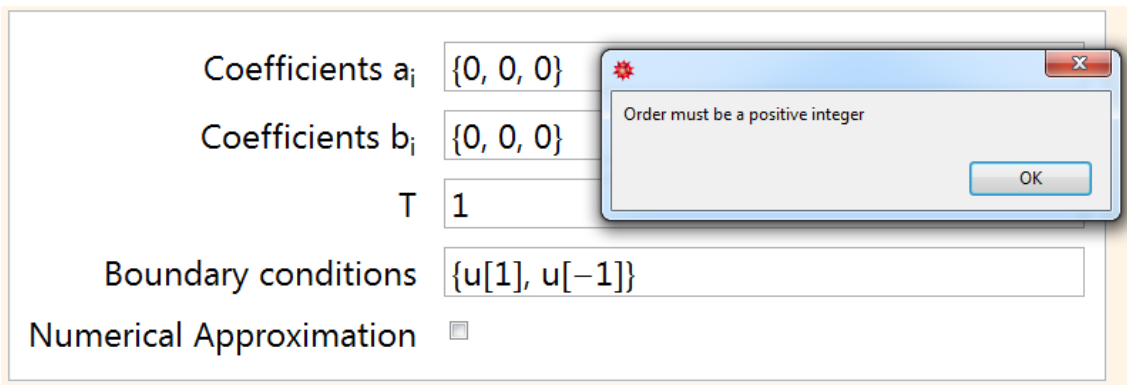 Coefficients aᵢ {0, 0, 0}
Order must be a positive integer
Coefficients bᵢ {0, 0, 0}
OK
T 1
Boundary conditions {u[1], u[−1]}
Numerical Approximation